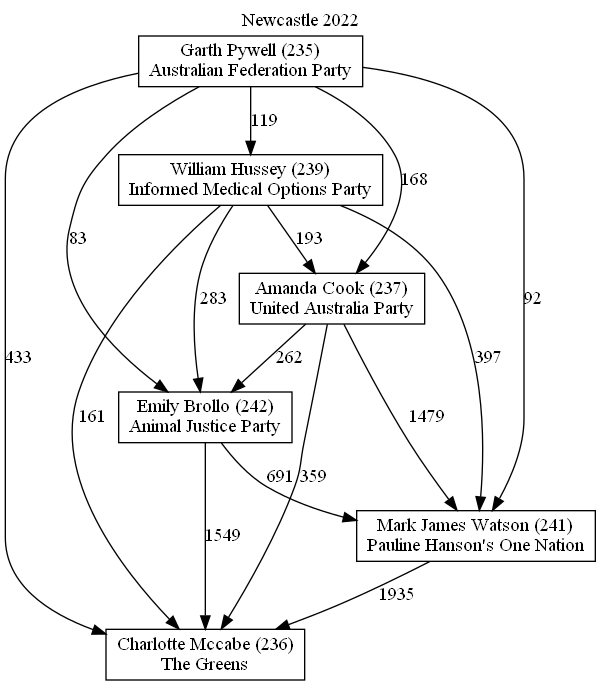 Newcastle 2022
Garth Pywell (235)
Australian Federation Party
119
William Hussey (239)
Informed Medical Options Party
168
83
193
Amanda Cook (237)
United Australia Party
283
92
433
262
397
Emily Brollo (242)
Animal Justice Party
161
1479
691
359
Mark James Watson (241)
Pauline Hanson's One Nation
1549
1935
Charlotte Mccabe (236)
The Greens